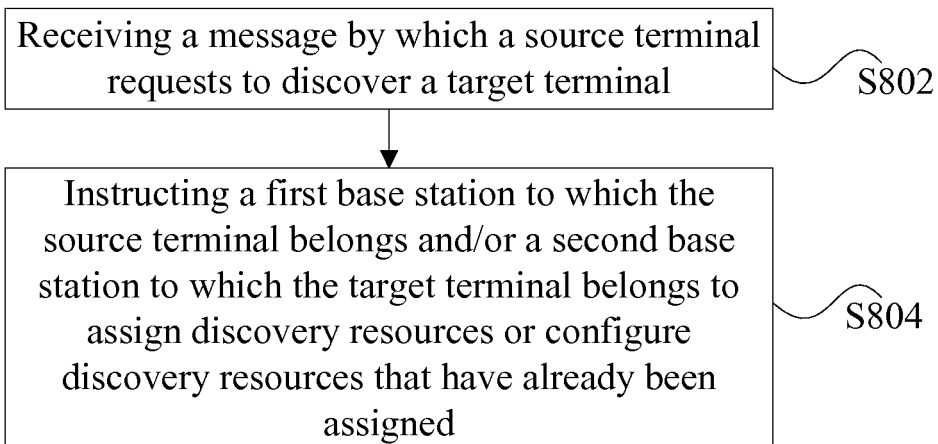 Receiving a message by which a source terminal
requests to discover a target terminal
S802
Instructing a first base station to which the
source terminal belongs and/or a second base
station to which the target terminal belongs to
assign discovery resources or configure
discovery resources that have already been
assigned
S804